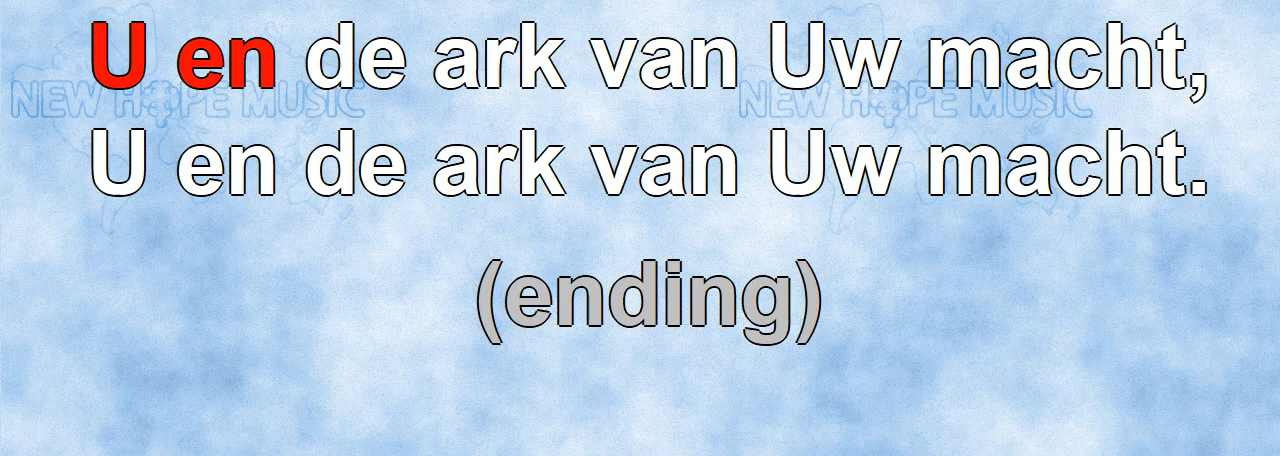 U en de ark van Uw macht,
NEW HOPE MUSIC NEW HOPE MUSIC
U en de ark van Uw macht.
(ending)